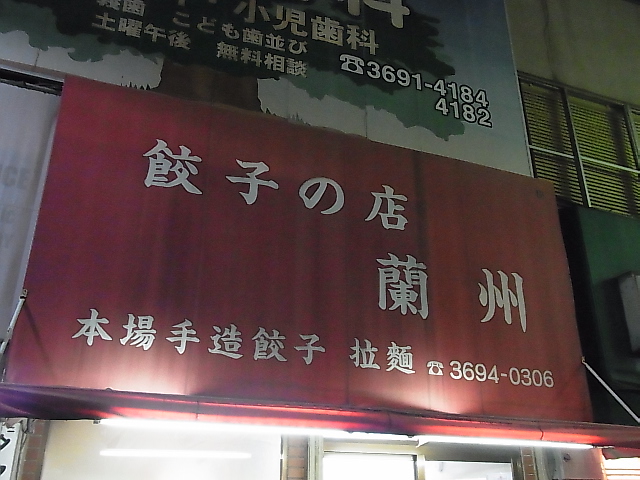 小児歯科
こども歯並び
土曜午後 無料相談
☎3691-4184
4182
餃子の店
蘭州
本場手造餃子 拉麺 ☎3694-0306